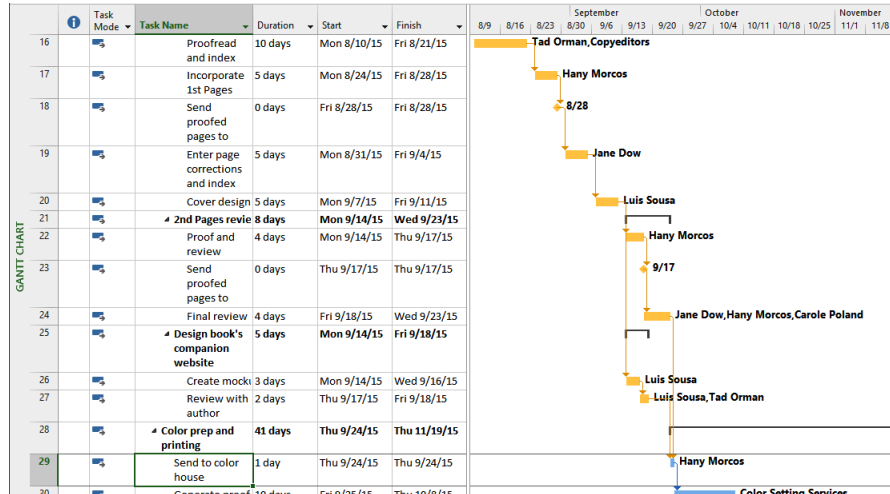 September October November
Task Mode Task Name Duration Start Finish 8/9 8/16 8/23 8/30 9/6 9/13 9/20 9/27 10/4 10/11 10/18 10/25 11/1 11/8
GANTT CHART
16 Proofread and index 10 days Mon 8/10/15 Fri 8/21/15 Tad Orman,Copyeditors
17 Incorporate 1st Pages 5 days Mon 8/24/15 Fri 8/28/15 Hany Morcos
18 Send proofed pages to 0 days Fri 8/28/15 Fri 8/28/15 8/28
19 Enter page corrections and index 5 days Mon 8/31/15 Fri 9/4/15 Jane Dow
20 Cover design 5 days Mon 9/7/15 Fri 9/11/15 Luis Sousa
21 2nd Pages revie 8 days Mon 9/14/15 Wed 9/23/15
22 Proof and review 4 days Mon 9/14/15 Thu 9/17/15 Hany Morcos
23 Send proofed pages to 0 days Thu 9/17/15 Thu 9/17/15 9/17
24 Final review 4 days Fri 9/18/15 Wed 9/23/15 Jane Dow,Hany Morcos,Carole Poland
25 Design book's companion website 5 days Mon 9/14/15 Fri 9/18/15
26 Create mocku 3 days Mon 9/14/15 Wed 9/16/15 Luis Sousa
27 Review with author 2 days Thu 9/17/15 Fri 9/18/15 Luis Sousa,Tad Orman
28 Color prep and printing 41 days Thu 9/24/15 Thu 11/19/15
29 Send to color house 1 day Thu 9/24/15 Thu 9/24/15 Hany Morcos
30 Generate proof 10 days Fri 9/25/15 Thu 10/8/15 Color Setting Services